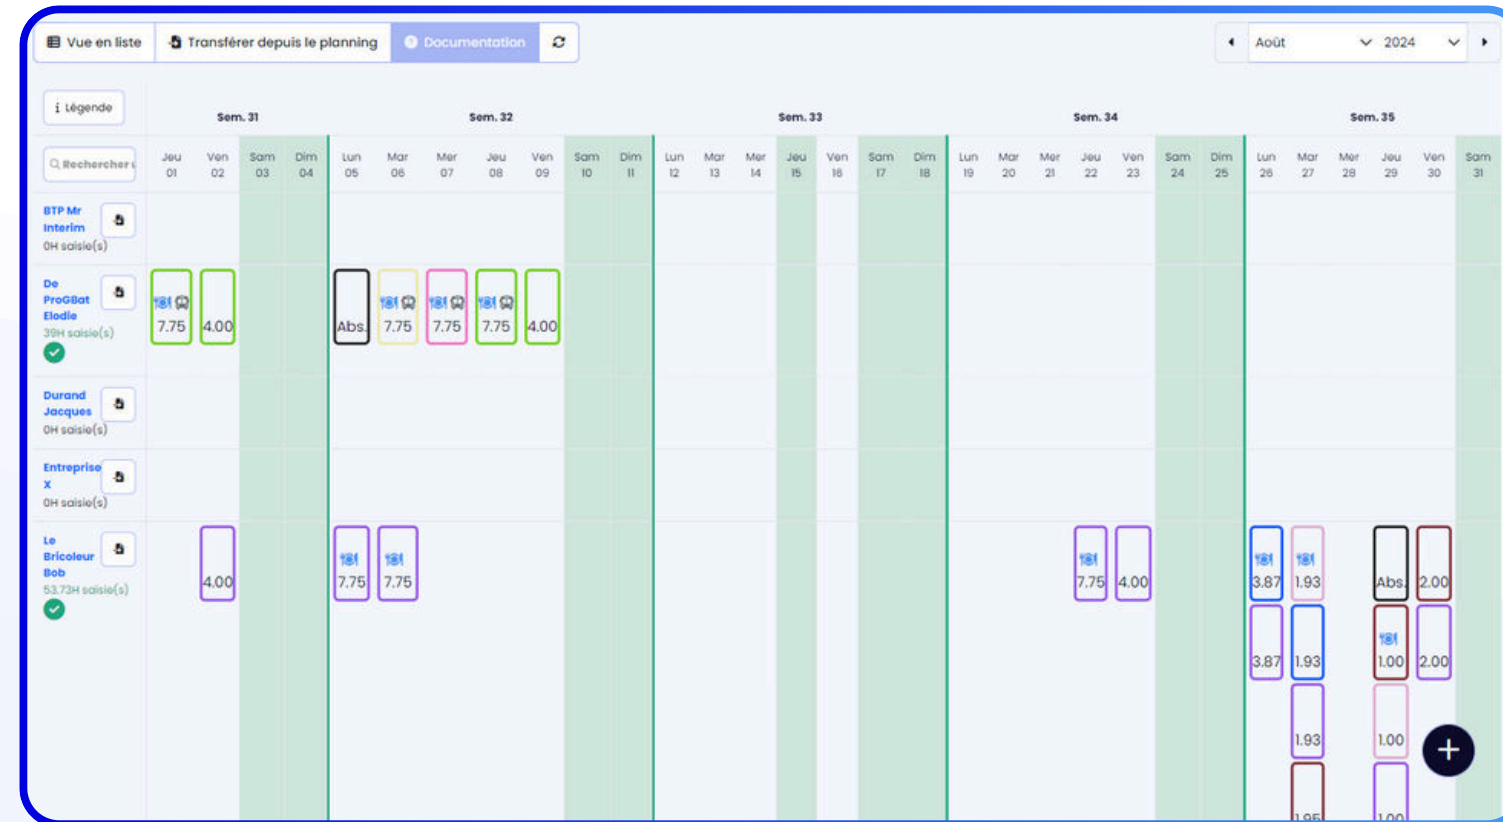 Vue en liste Transférer depuis le planning Documentation Août 2024
i Légende Sem. 31 Sem. 32 Sem. 33 Sem. 34 Sem. 35
Rechercher Jeu Ven Sam Dim Lun Mar Mer Jeu Ven Sam Dim Lun Mar Mer Jeu Ven Sam Dim Lun Mar Mer Jeu Ven Sam Dim Lun Mar Mer Jeu Ven Sam
01 02 03 04 05 06 07 08 09 10 11 12 13 14 15 16 17 18 19 20 21 22 23 24 25 26 27 28 29 30 31
BTP Mr
Interim
0H saisie(s)
De
ProGBat
Elodie
39H saisie(s)
7.75 4.00 Abs. 7.75 7.75 7.75 4.00
Durand
Jacques
0H saisie(s)
Entreprise
X
0H saisie(s)
Le
Bricoleur
Bob
53.73H saisie(s)
4.00 7.75 7.75 7.75 4.00 3.87 1.93 Abs. 2.00
3.87 1.93 1.00 2.00
1.93 1.00 +
1.95 1.00